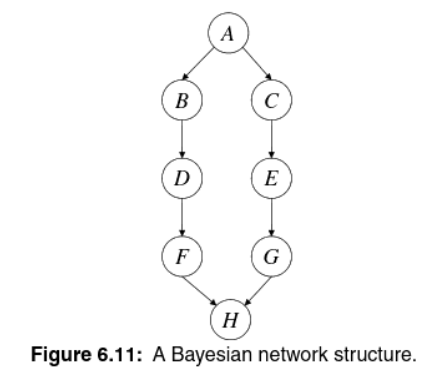 A
B C
D E
F G
H
Figure 6.11: A Bayesian network structure.